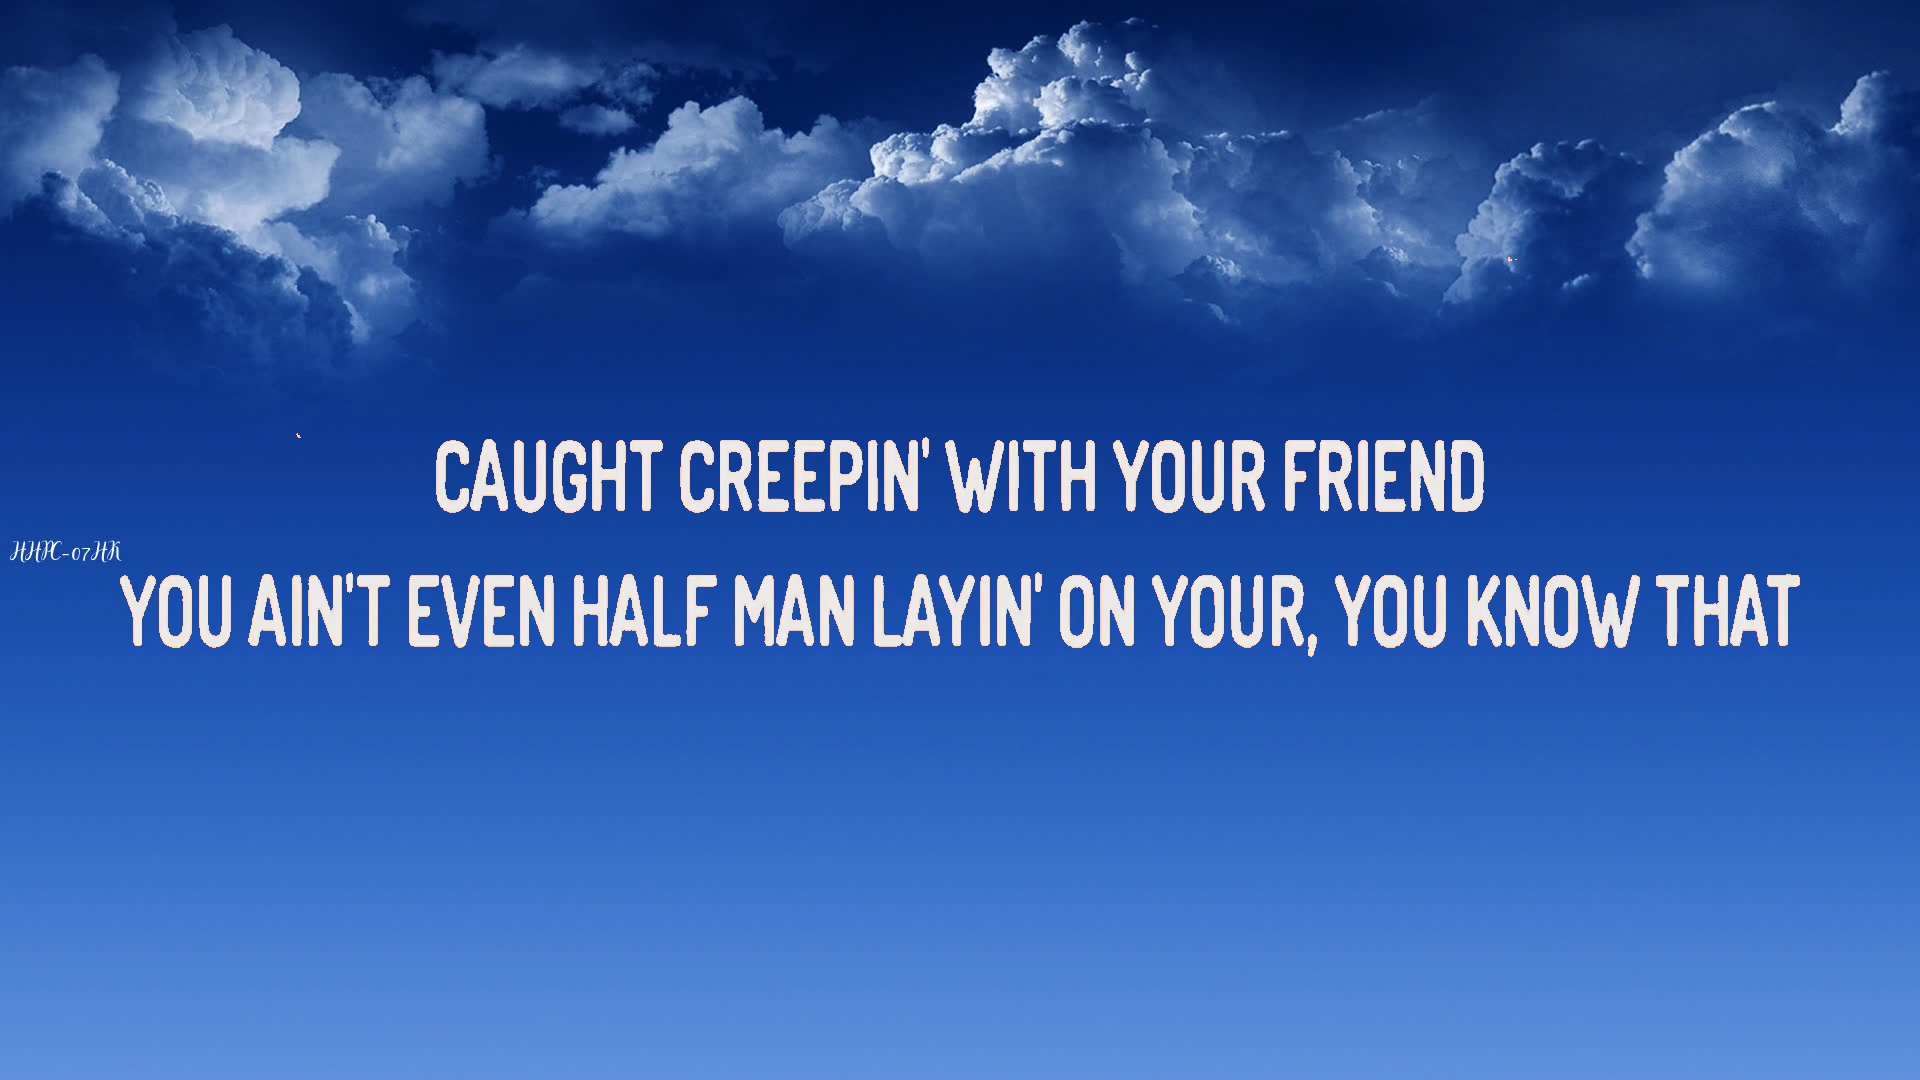 CAUGHT CREEPIN' WITH YOUR FRIEND
HHPC-07HK
YOU AIN'T EVEN HALF MAN LAYIN' ON YOUR, YOU KNOW THAT